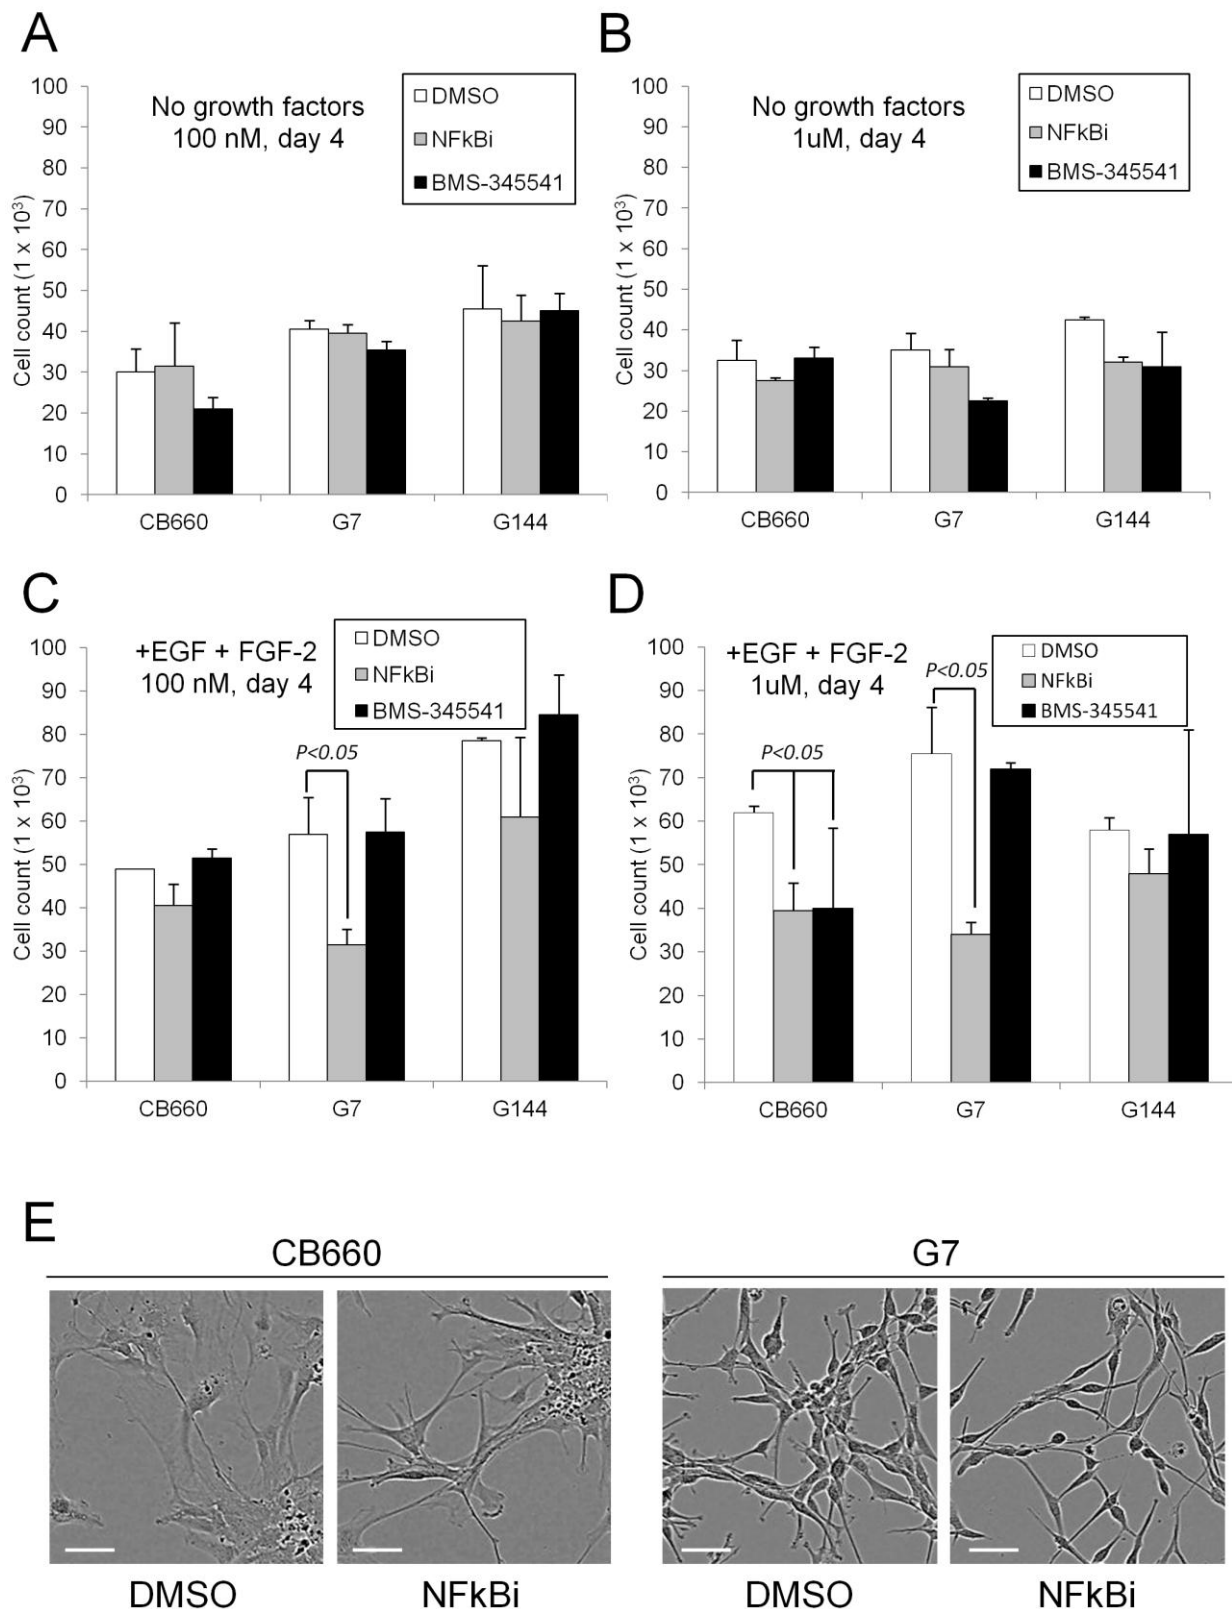 A
No growth factors
100 nM, day 4
DMSO
NFkBi
BMS-345541
Cell count (1 x 10³)
100
90
80
70
60
50
40
30
20
10
0
CB660 G7 G144
B
No growth factors
1uM, day 4
DMSO
NFkBi
BMS-345541
Cell count (1 x 10³)
100
90
80
70
60
50
40
30
20
10
0
CB660 G7 G144
C
+EGF + FGF-2
100 nM, day 4
DMSO
NFkBi
BMS-345541
P<0.05
Cell count (1 x 10³)
100
90
80
70
60
50
40
30
20
10
0
CB660 G7 G144
D
+EGF + FGF-2
1uM, day 4
DMSO
NFkBi
BMS-345541
P<0.05
P<0.05
Cell count (1 x 10³)
100
90
80
70
60
50
40
30
20
10
0
CB660 G7 G144
E
CB660 G7
DMSO NFkBi DMSO NFkBi